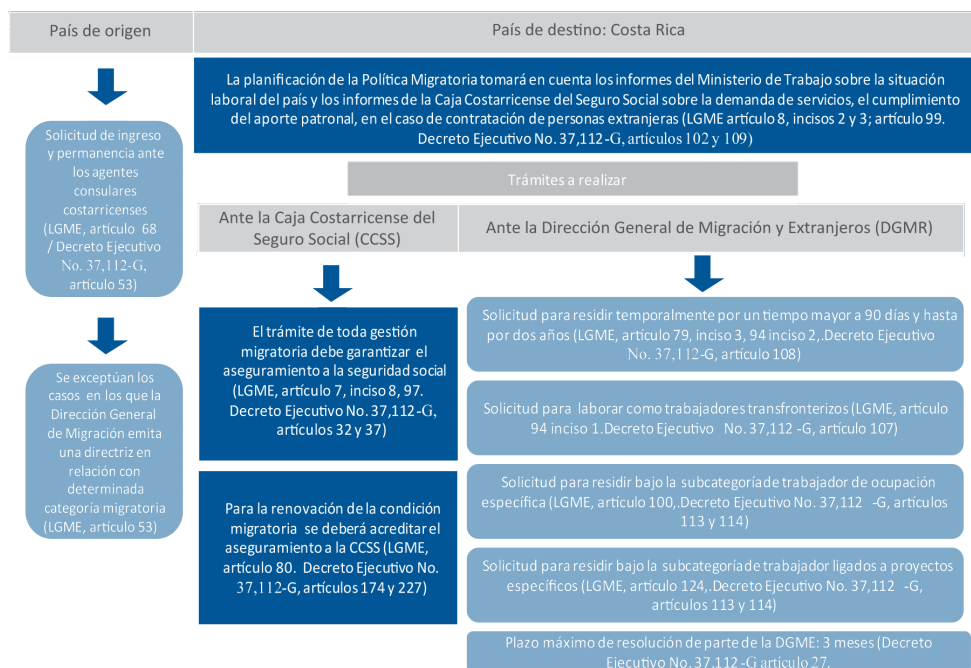 País de origen
País de destino: Costa Rica
La planificación de la Política Migratoria tomará en cuenta los informes del Ministerio de Trabajo sobre la situación
laboral del país y los informes de la Caja Costarricense del Seguro Social sobre la demanda de servicios, el cumplimiento
del aporte patronal, en el caso de contratación de personas extranjeras (LGME artículo 8, incisos 2 y 3; artículo 99.
Decreto Ejecutivo No. 37,112-G, artículos 102 y 109)
Solicitud de ingreso
y permanencia ante
los agentes
consulares
costarricenses
(LGME, artículo 68
/ Decreto Ejecutivo
No. 37,112-G,
artículo 53)
Se exceptúan los
casos en los que la
Dirección General
de Migración emita
una directriz en
relación con
determinada
categoría migratoria
(LGME, artículo 53)
Trámites a realizar
Ante la Caja Costarricense del
Seguro Social (CCSS)
El trámite de toda gestión
migratoria debe garantizar el
aseguramiento a la seguridad social
(LGME, artículo 7, inciso 8, 97.
Decreto Ejecutivo No. 37,112-G,
artículos 32 y 37)
Para la renovación de la condición
migratoria se deberá acreditar el
aseguramiento a la CCSS (LGME,
artículo 80. Decreto Ejecutivo No.
37,112-G, artículos 174 y 227)
Ante la Dirección General de Migración y Extranjeros (DGMR)
Solicitud para residir temporalmente por un tiempo mayor a 90 días y hasta
por dos años (LGME, artículo 79, inciso 3, 94 inciso 2,.Decreto Ejecutivo
No. 37,112-G, artículo 108)
Solicitud para laborar como trabajadores transfronterizos (LGME, artículo
94 inciso 1.Decreto Ejecutivo No. 37,112 -G, artículo 107)
Solicitud para residir bajo la subcategoría de trabajador de ocupación
específica (LGME, artículo 100,.Decreto Ejecutivo No. 37,112 -G, artículos
113 y 114)
Solicitud para residir bajo la subcategoría de trabajador ligados a proyectos
específicos (LGME, artículo 124,.Decreto Ejecutivo No. 37,112 -G,
artículos 113 y 114)
Plazo máximo de resolución de parte de la DGME: 3 meses (Decreto
Ejecutivo No. 37,112 -G artículo 27.